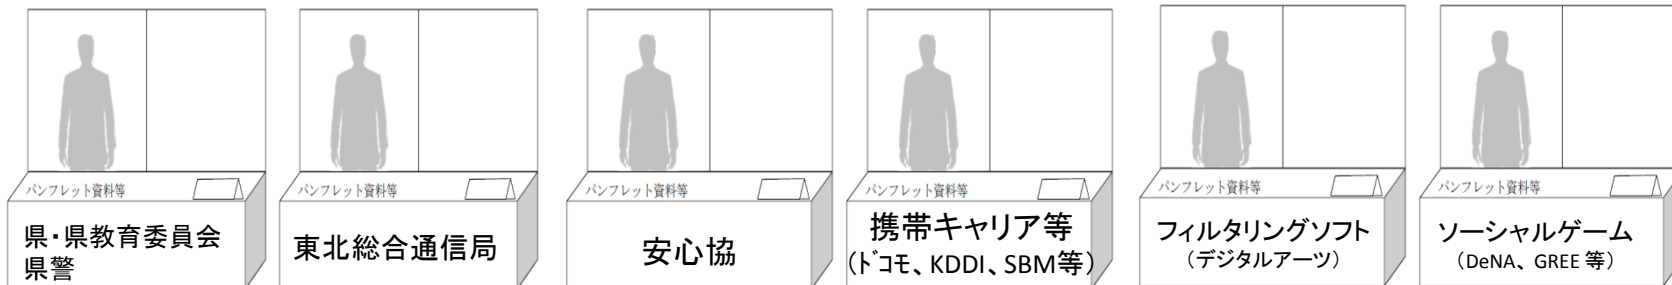 パンフレット資料等
県・県教育委員会
県警
パンフレット資料等
東北総合通信局
パンフレット資料等
安心協
パンフレット資料等
携帯キャリア等
(ドコモ、KDDI、SBM等)
パンフレット資料等
フィルタリングソフト
(デジタルアーツ)
パンフレット資料等
ソーシャルゲーム
(DeNA、GREE 等)